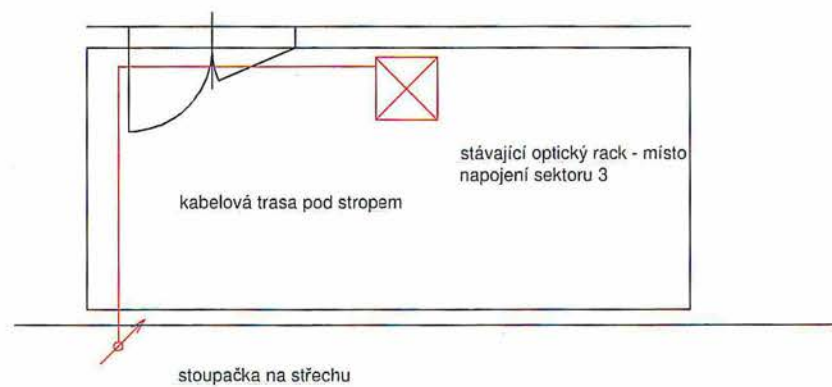 stávající optický rack - místo
napojení sektoru 3
kabelová trasa pod stropem
stoupačka na střechu